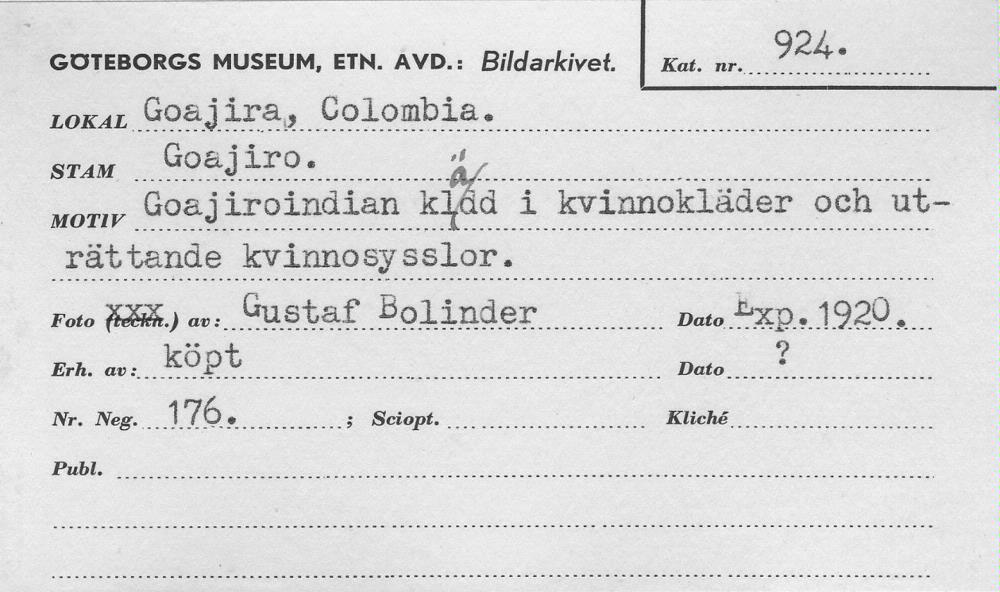 GÖTEBORGS MUSEUM, ETN. AVD.: Bildarkivet.
Kat. nr. 924.
LOKAL Goajira, Colombia.
STAM Goajiro.
MOTIV Goajiroindian klädd i kvinnokläder och ut-
rättande kvinnosysslor.
Foto (teckn.) av: Gustaf Bolinder Dato Exp. 1920.
Erh. av: köpt Dato ?
Nr. Neg. 176. ; Sciopt. Kliché
Publ.